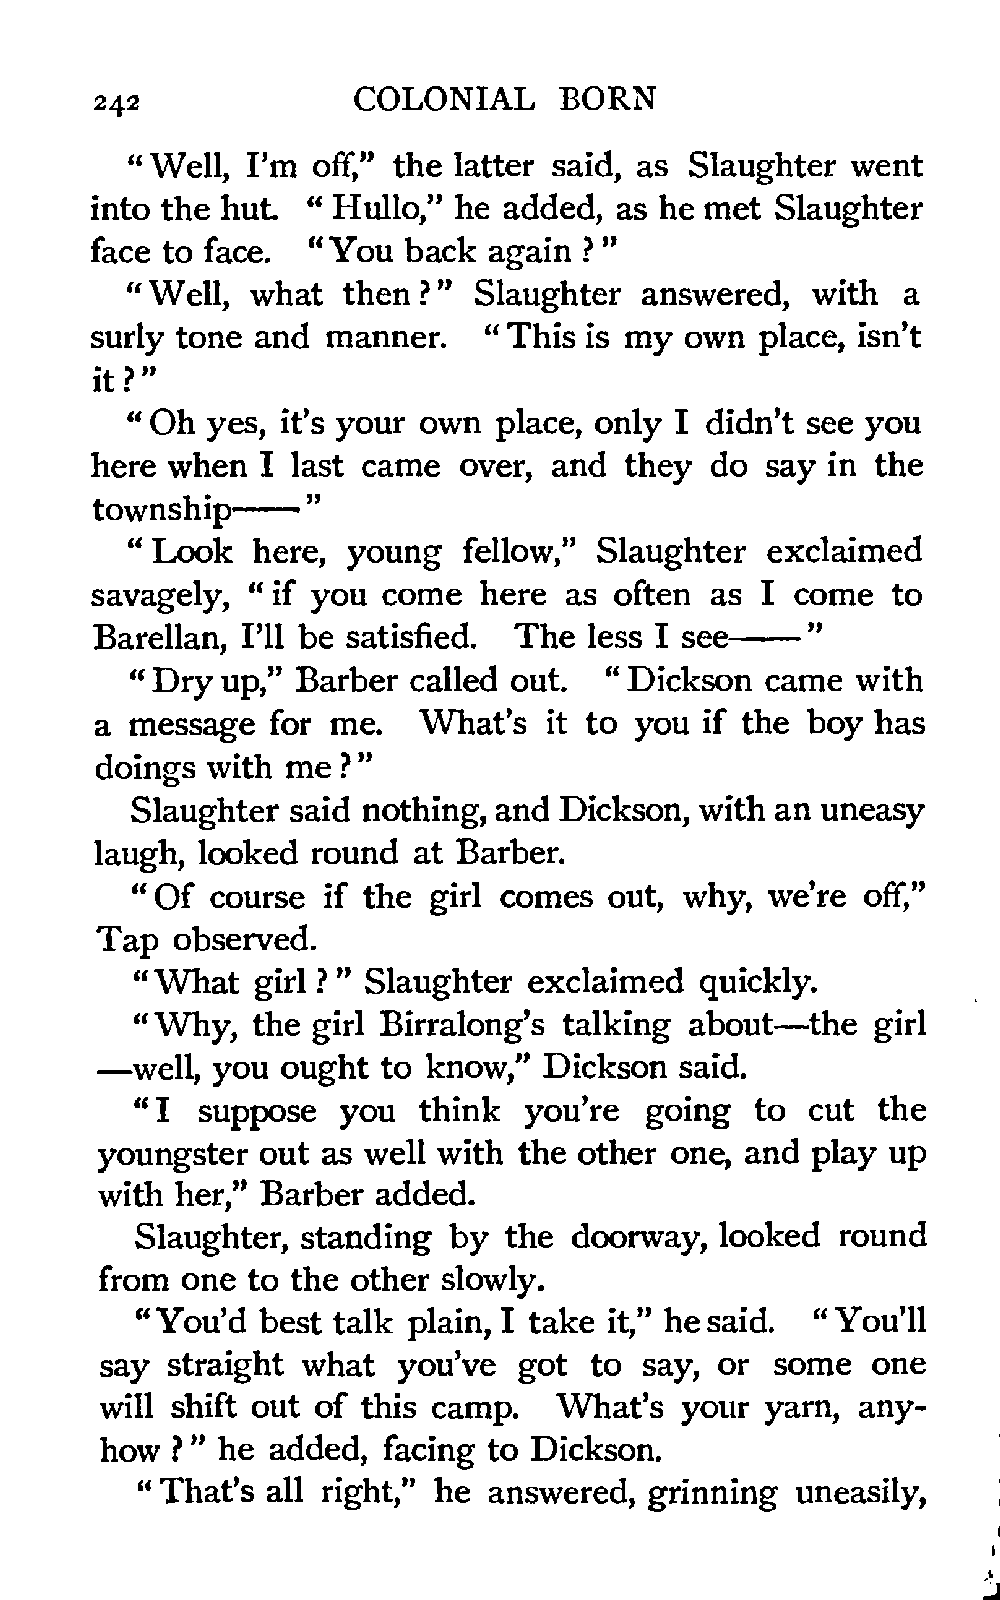 242 COLONIAL BORN
"Well, I'm off," the latter said, as Slaughter went
into the hut. "Hullo," he added, as he met Slaughter
face to face. "You back again?"
"Well, what then?" Slaughter answered, with a
surly tone and manner. "This is my own place, isn't
it?"
"Oh yes, it's your own place, only I didn't see you
here when I last came over, and they do say in the
township——"
"Look here, young fellow," Slaughter exclaimed
savagely, "if you come here as often as I come to
Barellan, I'll be satisfied. The less I see——"
"Dry up," Barber called out. "Dickson came with
a message for me. What's it to you if the boy has
doings with me?"
Slaughter said nothing, and Dickson, with an uneasy
laugh, looked round at Barber.
"Of course if the girl comes out, why, we're off,"
Tap observed.
"What girl?" Slaughter exclaimed quickly.
"Why, the girl Birralong's talking about—the girl
—well, you ought to know," Dickson said.
"I suppose you think you're going to cut the
youngster out as well with the other one, and play up
with her," Barber added.
Slaughter, standing by the doorway, looked round
from one to the other slowly.
"You'd best talk plain, I take it," he said. "You'll
say straight what you've got to say, or some one
will shift out of this camp. What's your yarn, any-
how?" he added, facing to Dickson.
"That's all right," he answered, grinning uneasily,